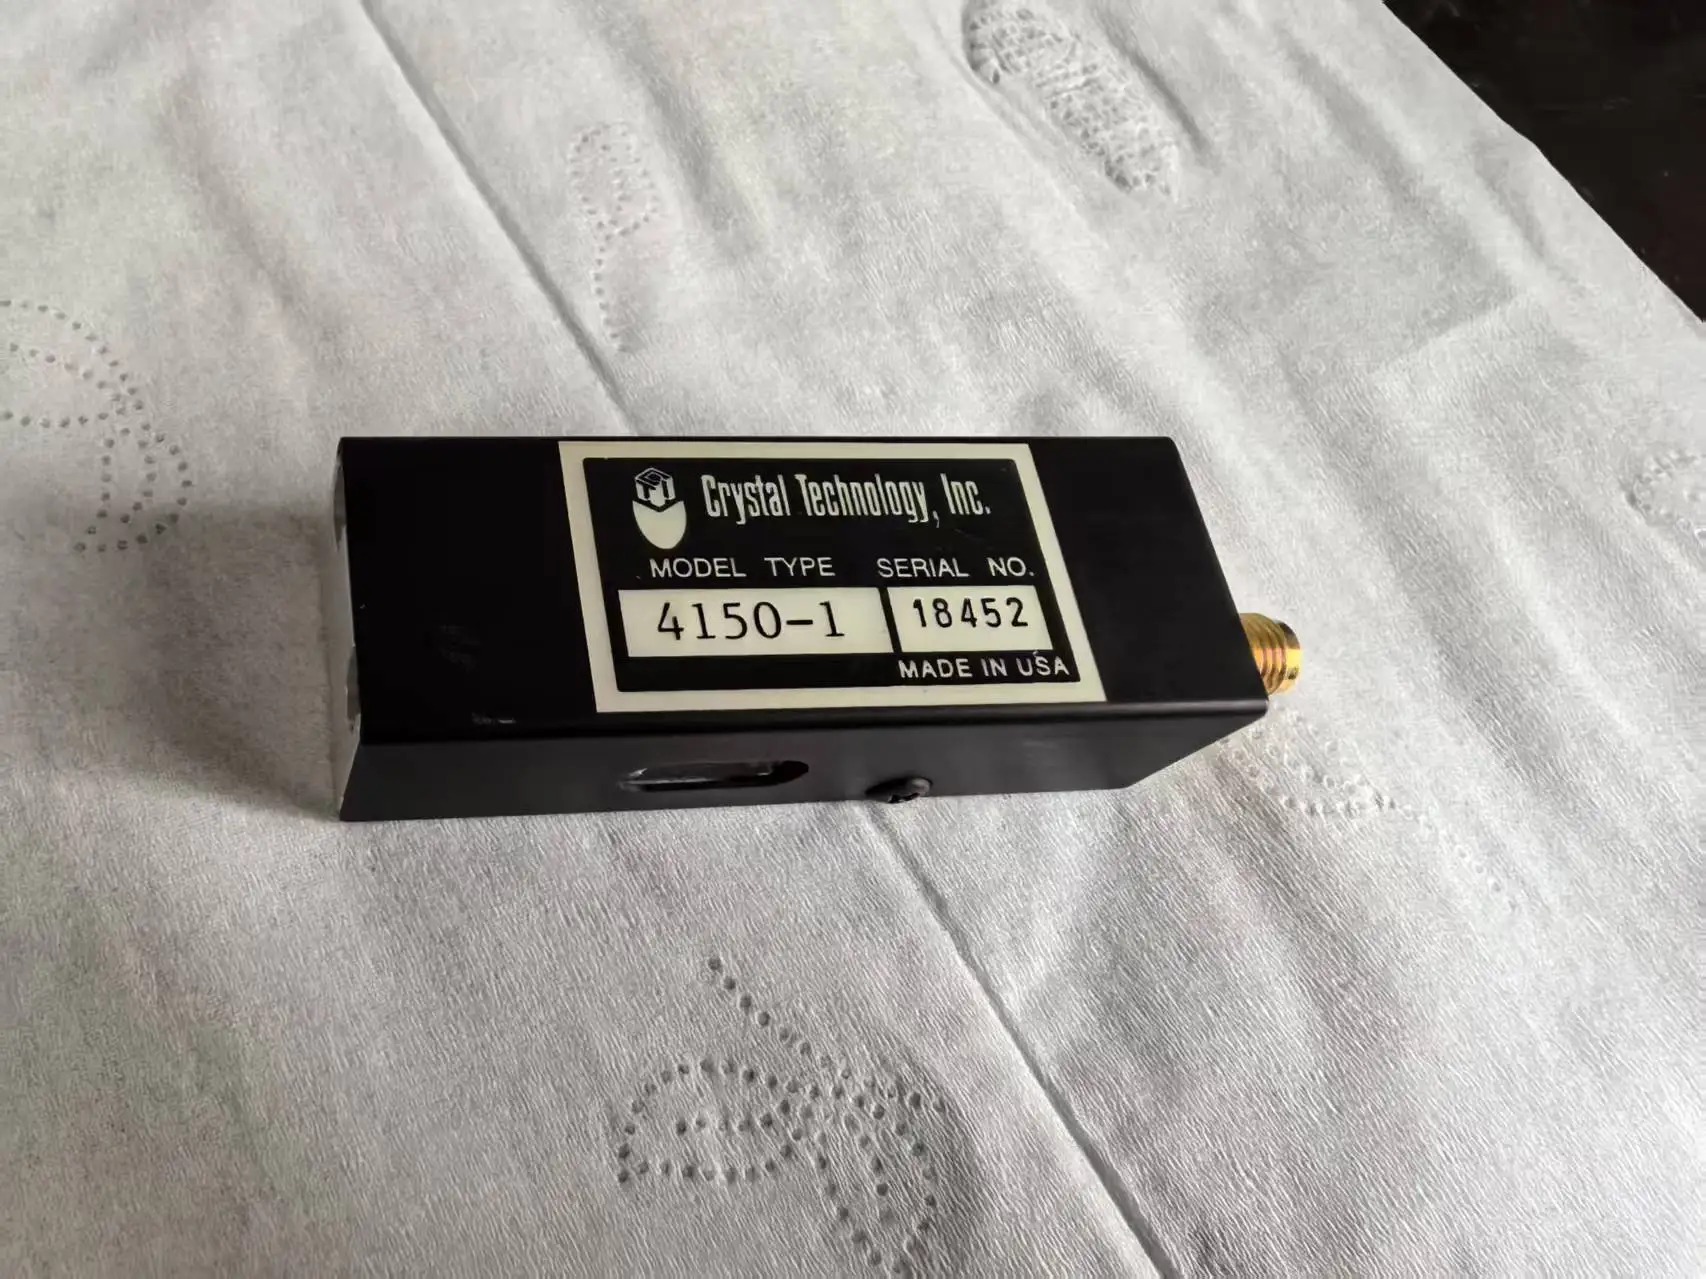 Crystal Technology, Inc.
MODEL TYPE SERIAL NO.
4150-1 18452
MADE IN USA